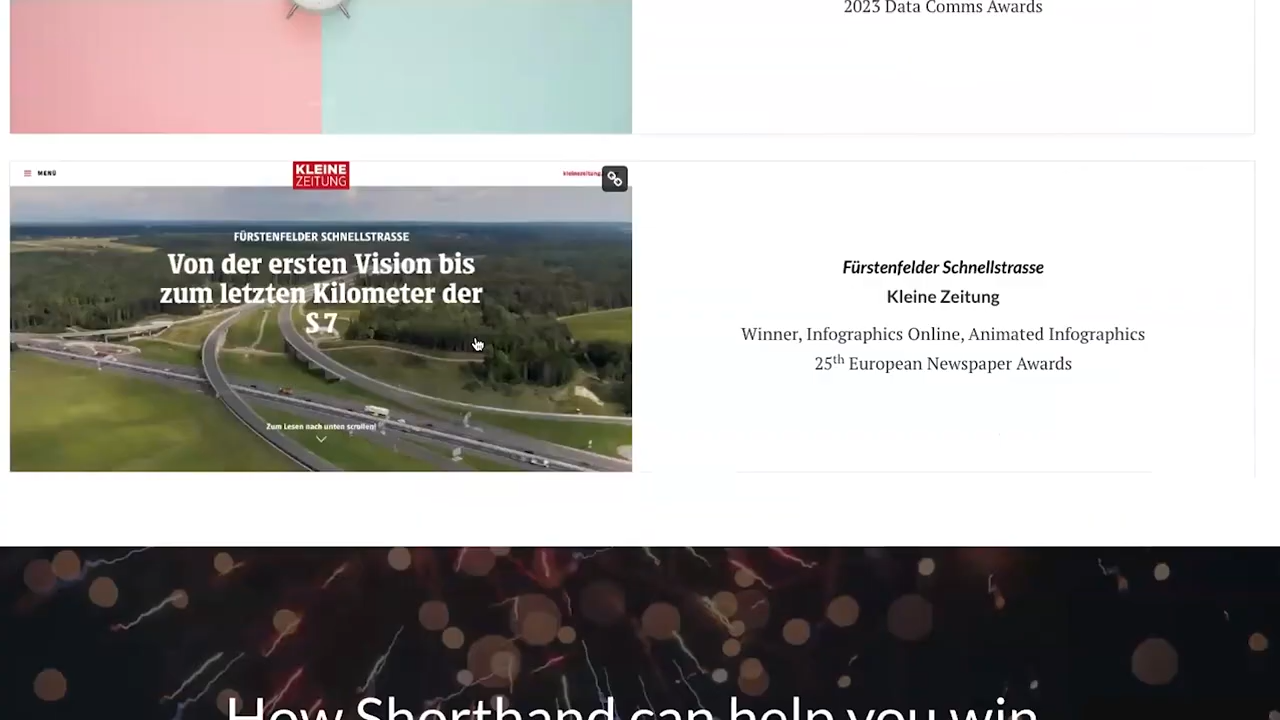 2023 Data Comms Awards
MENÜ
KLEINE
ZEITUNG
kleinezeitung.
FÜRSTENFELDER SCHNELLSTRASSE
Von der ersten Vision bis
zum letzten Kilometer der
S 7
Zum Lesen nach unten scrollen!
Fürstenfelder Schnellstrasse
Kleine Zeitung
Winner, Infographics Online, Animated Infographics
25th European Newspaper Awards
How Shorthand can help you win